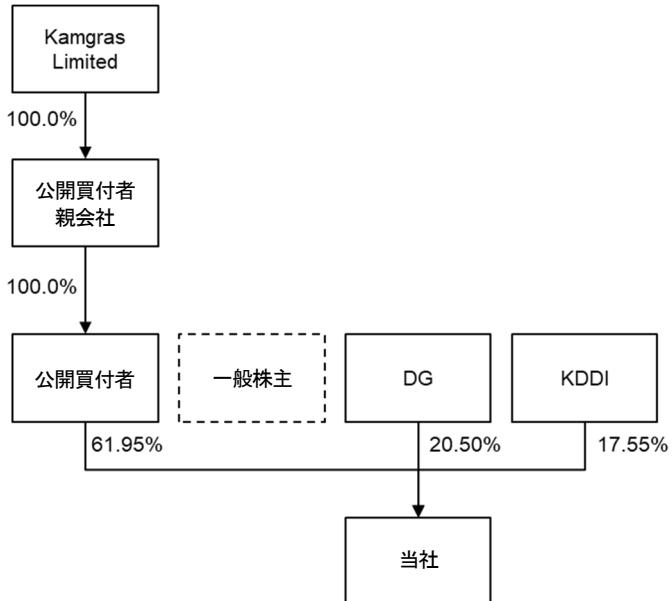 Kamgras
Limited
100.0%
公開買付者
親会社
100.0%
公開買付者
一般株主
DG
KDDI
61.95%
20.50%
17.55%
当社